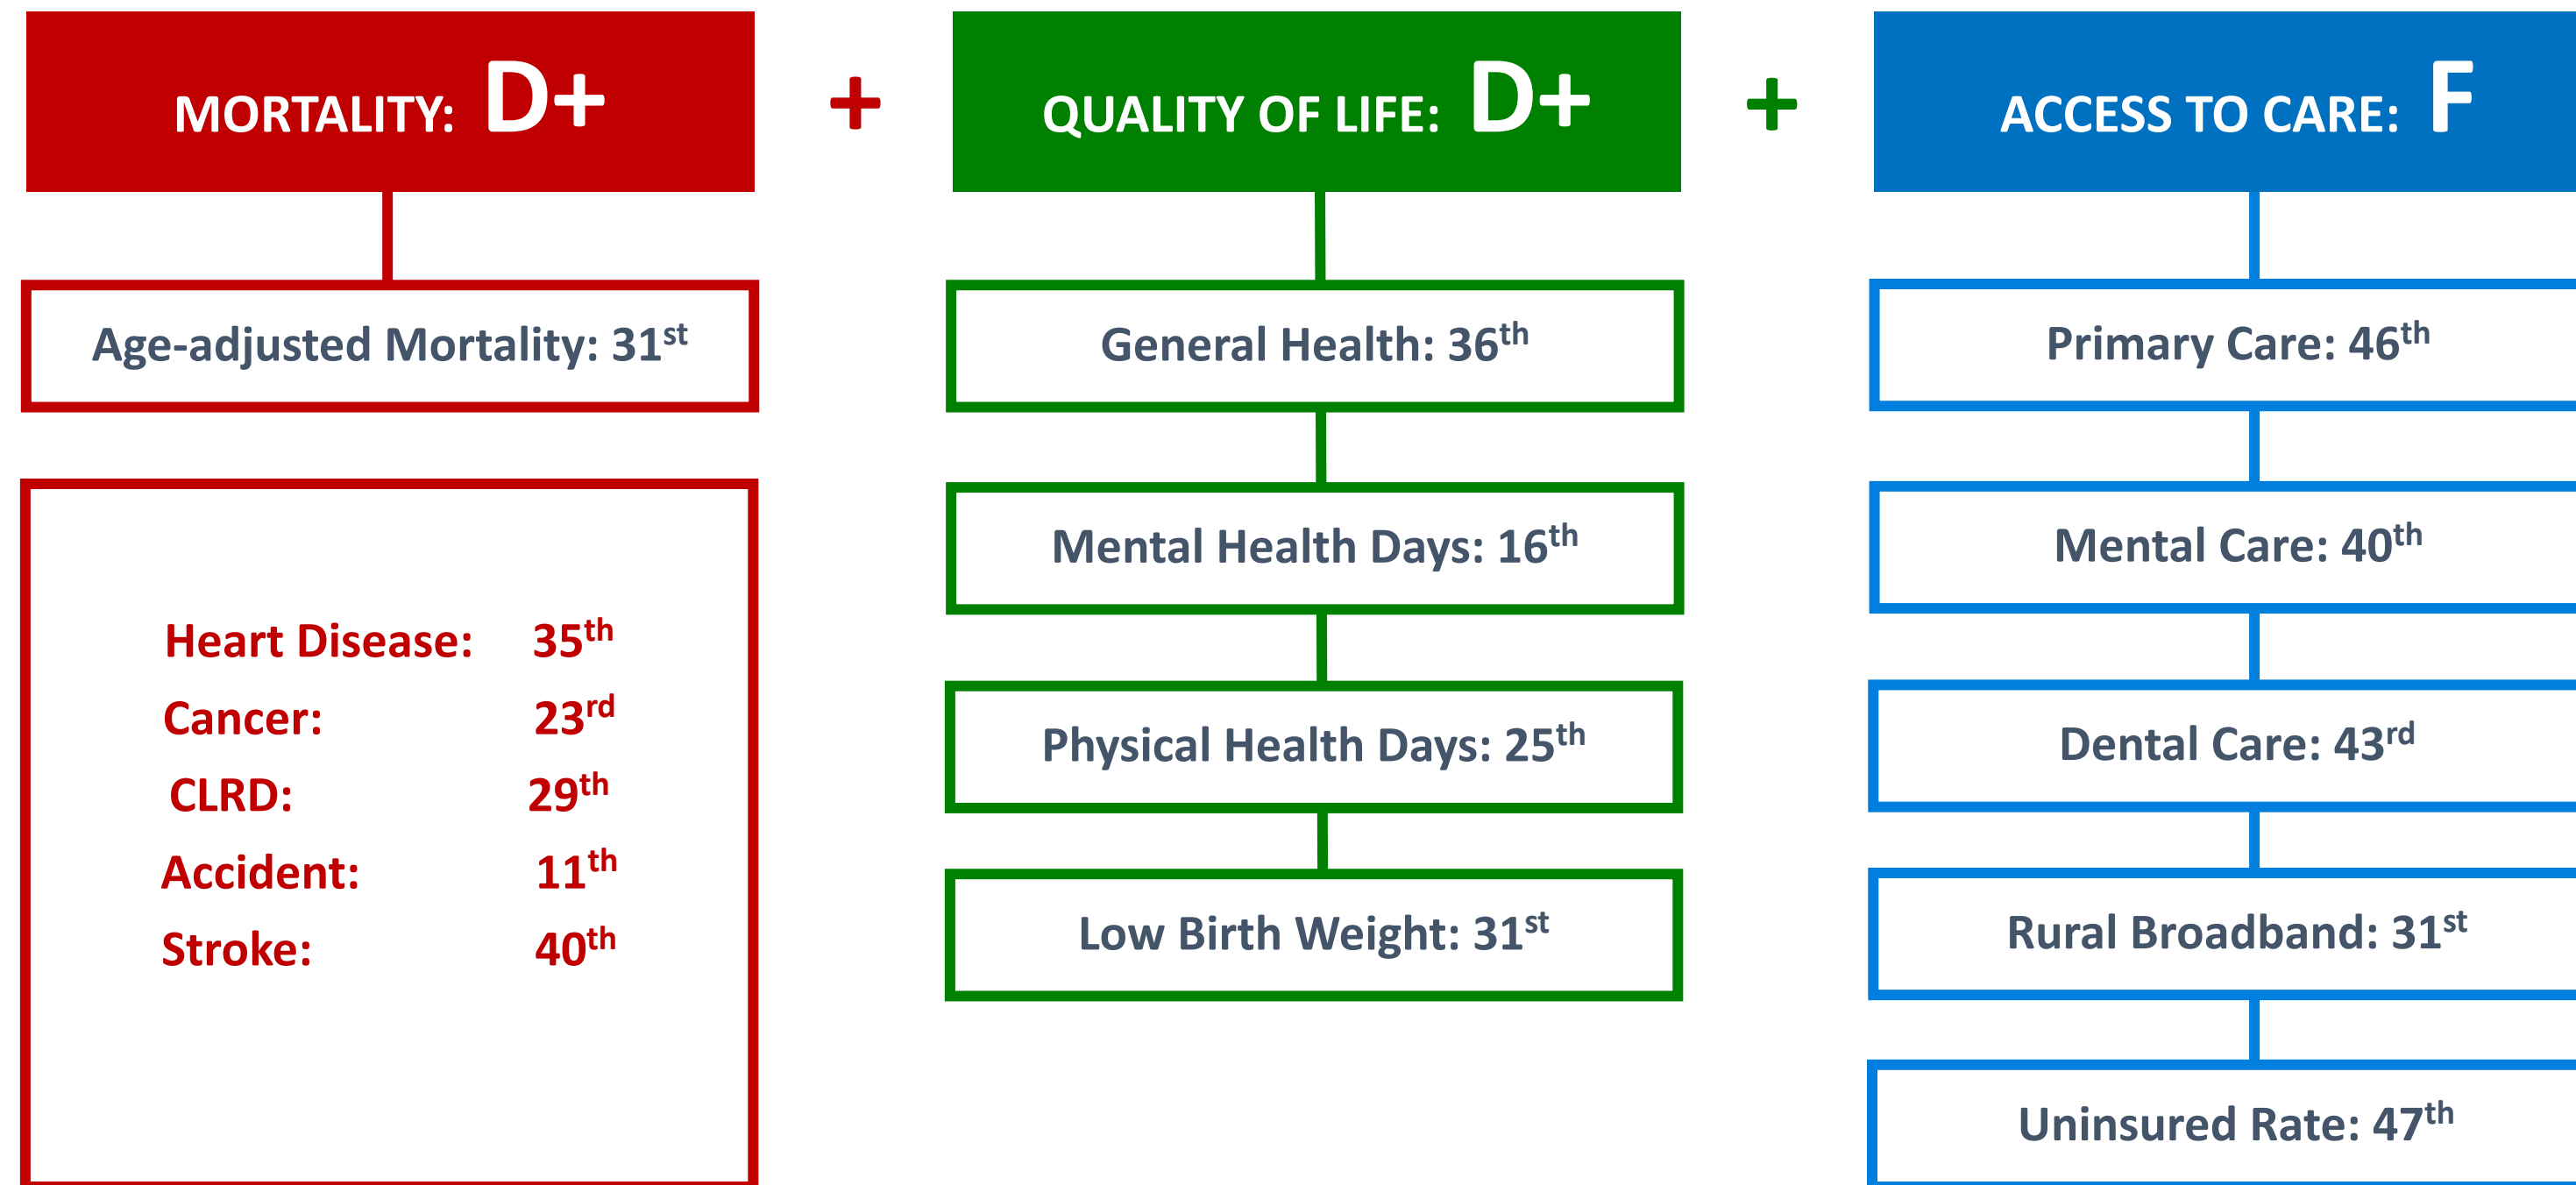 MORTALITY: D+
+
QUALITY OF LIFE: D+
+
ACCESS TO CARE: F
Age-adjusted Mortality: 31st
Heart Disease: 35th
Cancer: 23rd
CLRD: 29th
Accident: 11th
Stroke: 40th
General Health: 36th
Mental Health Days: 16th
Physical Health Days: 25th
Low Birth Weight: 31st
Primary Care: 46th
Mental Care: 40th
Dental Care: 43rd
Rural Broadband: 31st
Uninsured Rate: 47th